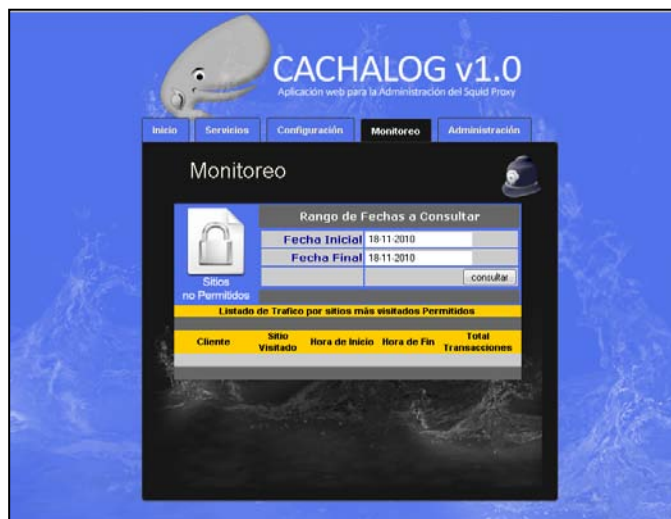 CACHALOG v1.0
Aplicación web para la Administración del Squid Proxy
Inicio Servicios Configuración Monitoreo Administración
Monitoreo
Rango de Fechas a Consultar
Fecha Inicial 18-11-2010
Fecha Final 18-11-2010
consultar
Sitios
no Permitidos
Listado de Trafico por sitios más visitados Permitidos
Cliente Sitio Visitado Hora de Inicio Hora de Fin Total Transacciones